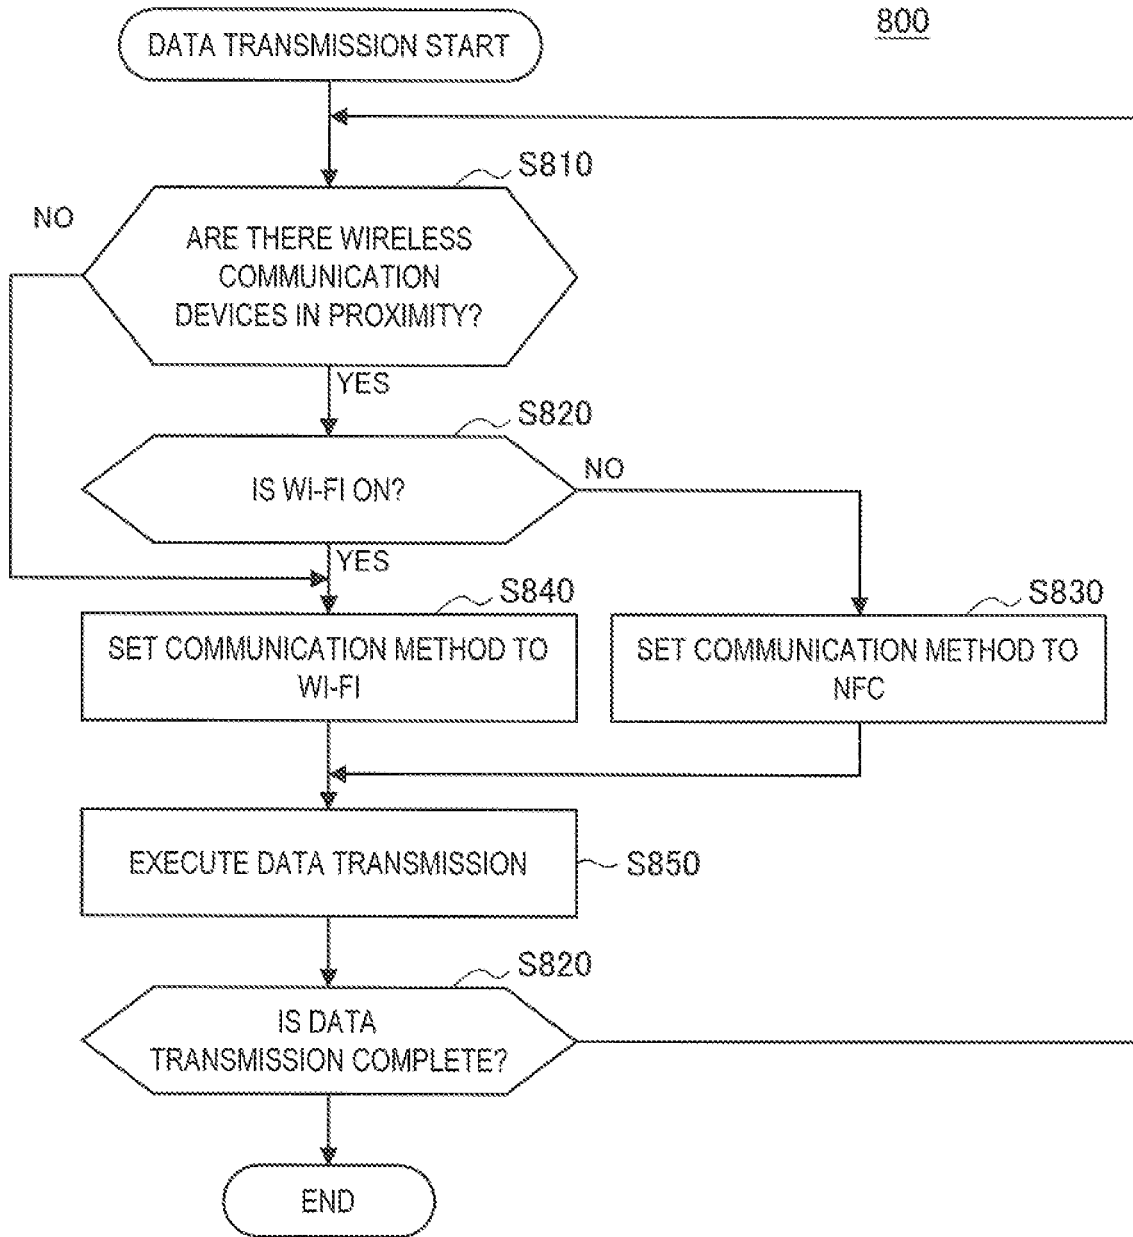 800
DATA TRANSMISSION START
S810
NO
ARE THERE WIRELESS
COMMUNICATION
DEVICES IN PROXIMITY?
YES
S820
IS WI-FI ON?
NO
YES
S840
S830
SET COMMUNICATION METHOD TO
WI-FI
SET COMMUNICATION METHOD TO
NFC
EXECUTE DATA TRANSMISSION
S850
S820
IS DATA
TRANSMISSION COMPLETE?
END